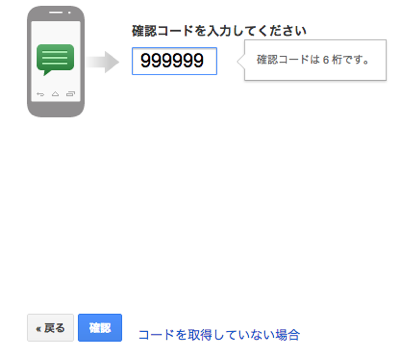 確認コードを入力してください
999999
確認コードは 6 桁です。
« 戻る
確認
コードを取得していない場合